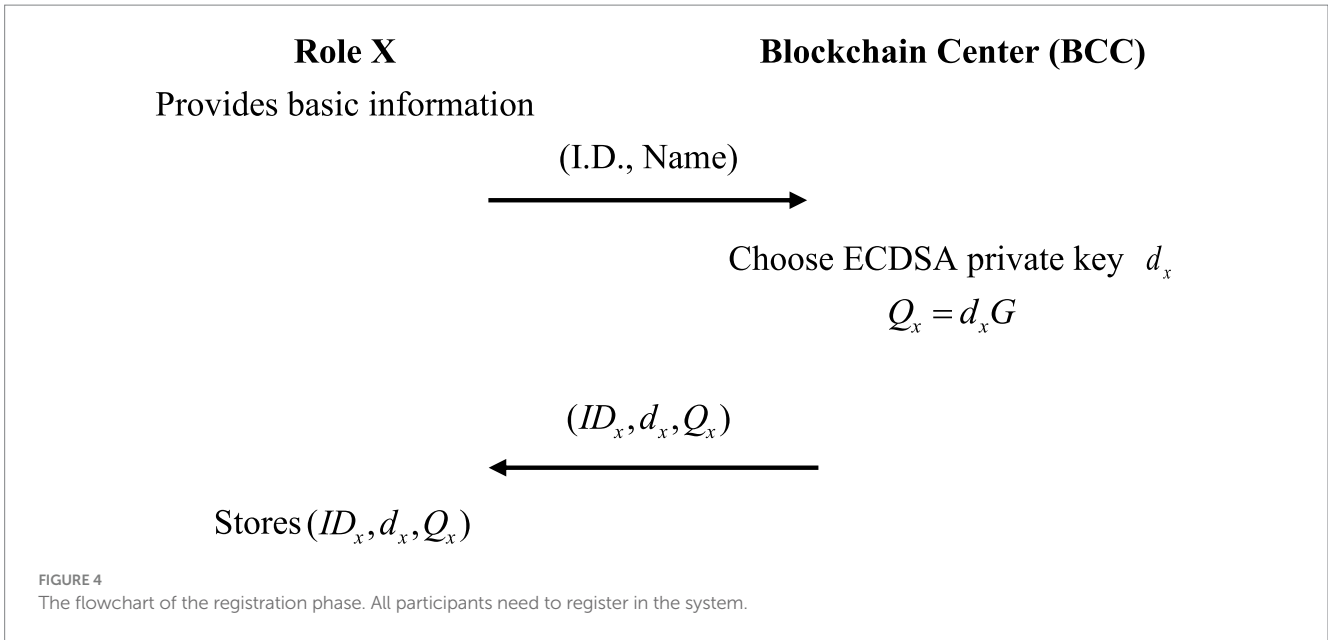 Role X
Blockchain Center (BCC)
Provides basic information
(I.D., Name)
Choose ECDSA private key d_x
Q_x = d_xG
(ID_x, d_x, Q_x)
Stores (ID_x, d_x, Q_x)
FIGURE 4
The flowchart of the registration phase. All participants need to register in the system.